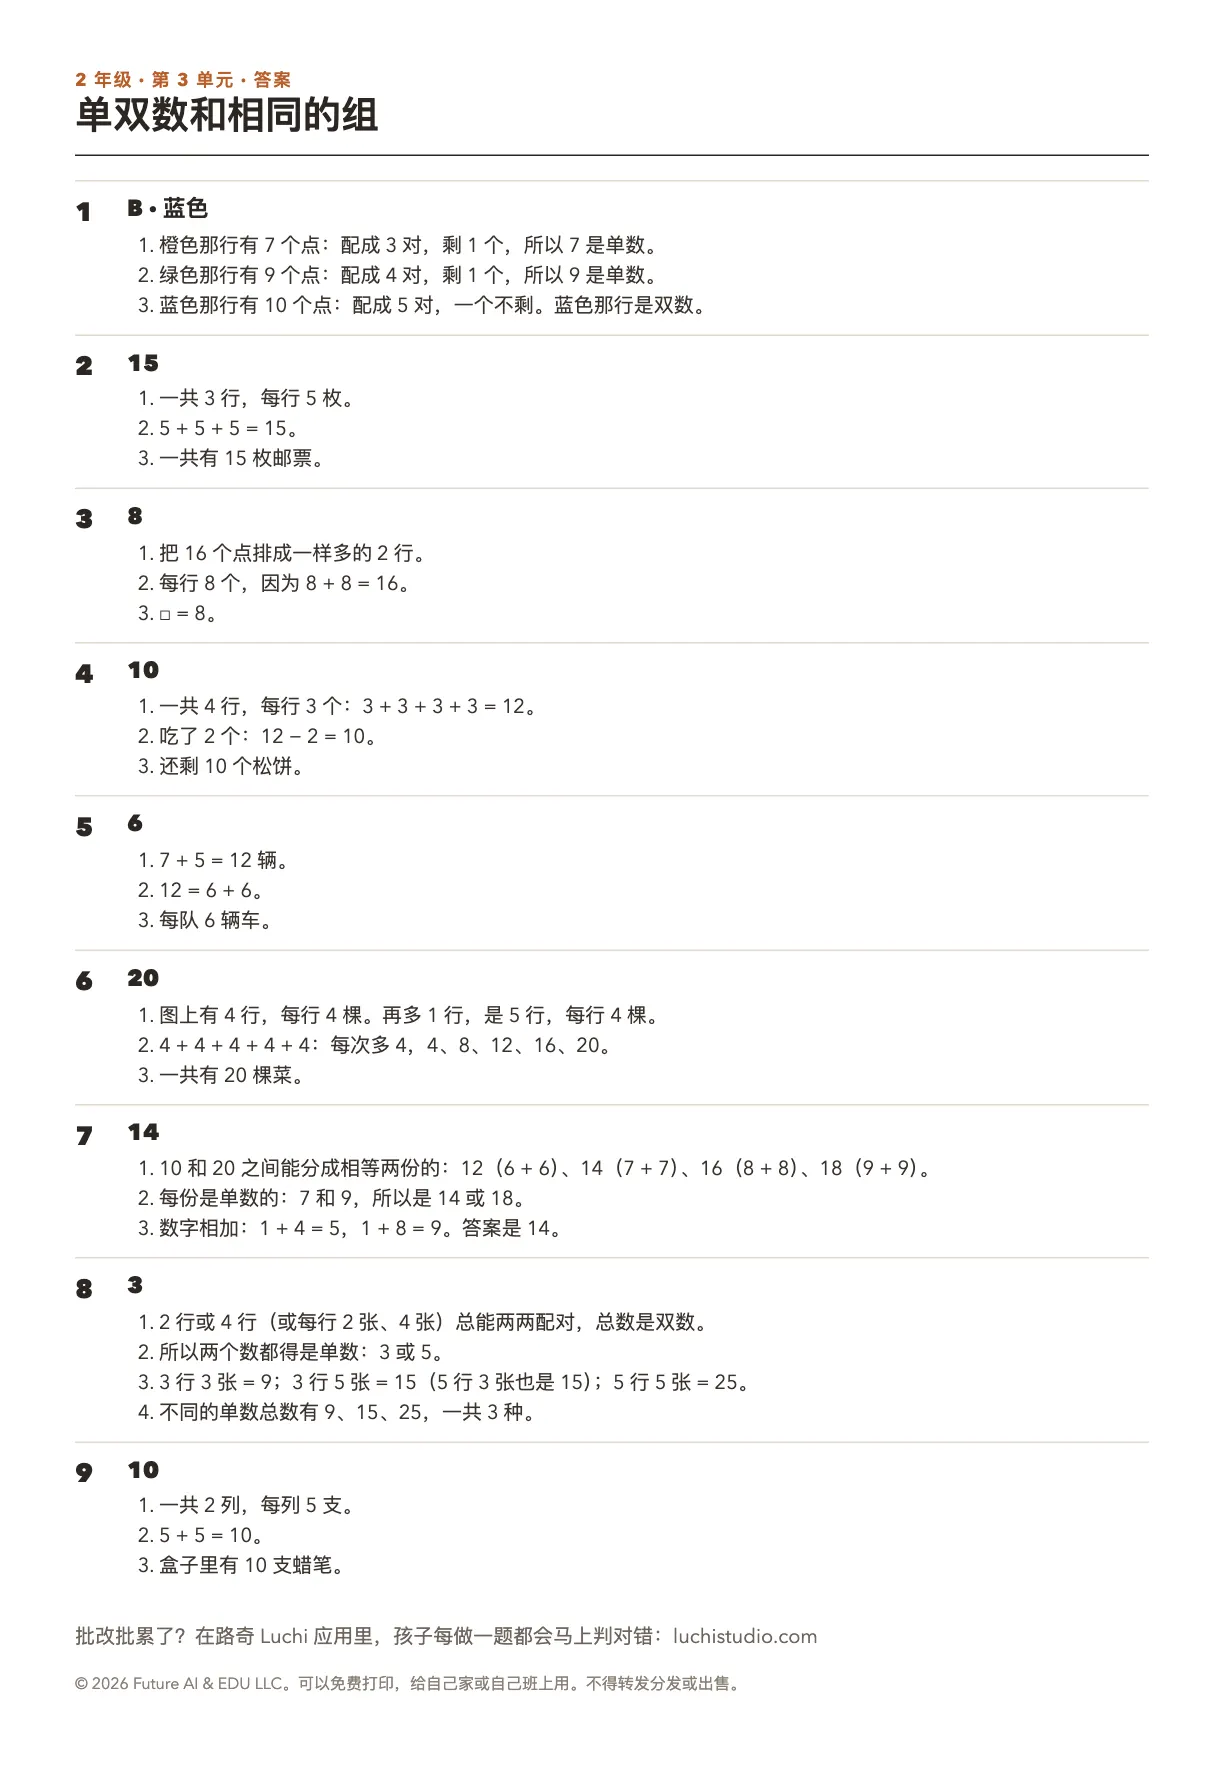 2 年级 · 第 3 单元 · 答案
单双数和相同的组
1 B · 蓝色
1. 橙色那行有 7 个点：配成 3 对，剩 1 个，所以 7 是单数。
2. 绿色那行有 9 个点：配成 4 对，剩 1 个，所以 9 是单数。
3. 蓝色那行有 10 个点：配成 5 对，一个不剩。蓝色那行是双数。
2 15
1. 一共 3 行，每行 5 枚。
2. 5 + 5 + 5 = 15。
3. 一共有 15 枚邮票。
3 8
1. 把 16 个点排成一样多的 2 行。
2. 每行 8 个，因为 8 + 8 = 16。
3. □ = 8。
4 10
1. 一共 4 行，每行 3 个：3 + 3 + 3 + 3 = 12。
2. 吃了 2 个：12 − 2 = 10。
3. 还剩 10 个松饼。
5 6
1. 7 + 5 = 12 辆。
2. 12 = 6 + 6。
3. 每队 6 辆车。
6 20
1. 图上有 4 行，每行 4 棵。再多 1 行，是 5 行，每行 4 棵。
2. 4 + 4 + 4 + 4 + 4：每次多 4，4、8、12、16、20。
3. 一共有 20 棵菜。
7 14
1. 10 和 20 之间能分成相等两份的：12（6 + 6）、14（7 + 7）、16（8 + 8）、18（9 + 9）。
2. 每份是单数的：7 和 9，所以是 14 或 18。
3. 数字相加：1 + 4 = 5，1 + 8 = 9。答案是 14。
8 3
1. 2 行或 4 行（或每行 2 张、4 张）总能两两配对，总数是双数。
2. 所以两个数都得是单数：3 或 5。
3. 3 行 3 张 = 9；3 行 5 张 = 15（5 行 3 张也是 15）；5 行 5 张 = 25。
4. 不同的单数总数有 9、15、25，一共 3 种。
9 10
1. 一共 2 列，每列 5 支。
2. 5 + 5 = 10。
3. 盒子里有 10 支蜡笔。
批改批累了？在路奇 Luchi 应用里，孩子每做一题都会马上判对错：luchistudio.com
© 2026 Future AI & EDU LLC。可以免费打印，给自己家或自己班上用。不得转发分发或出售。